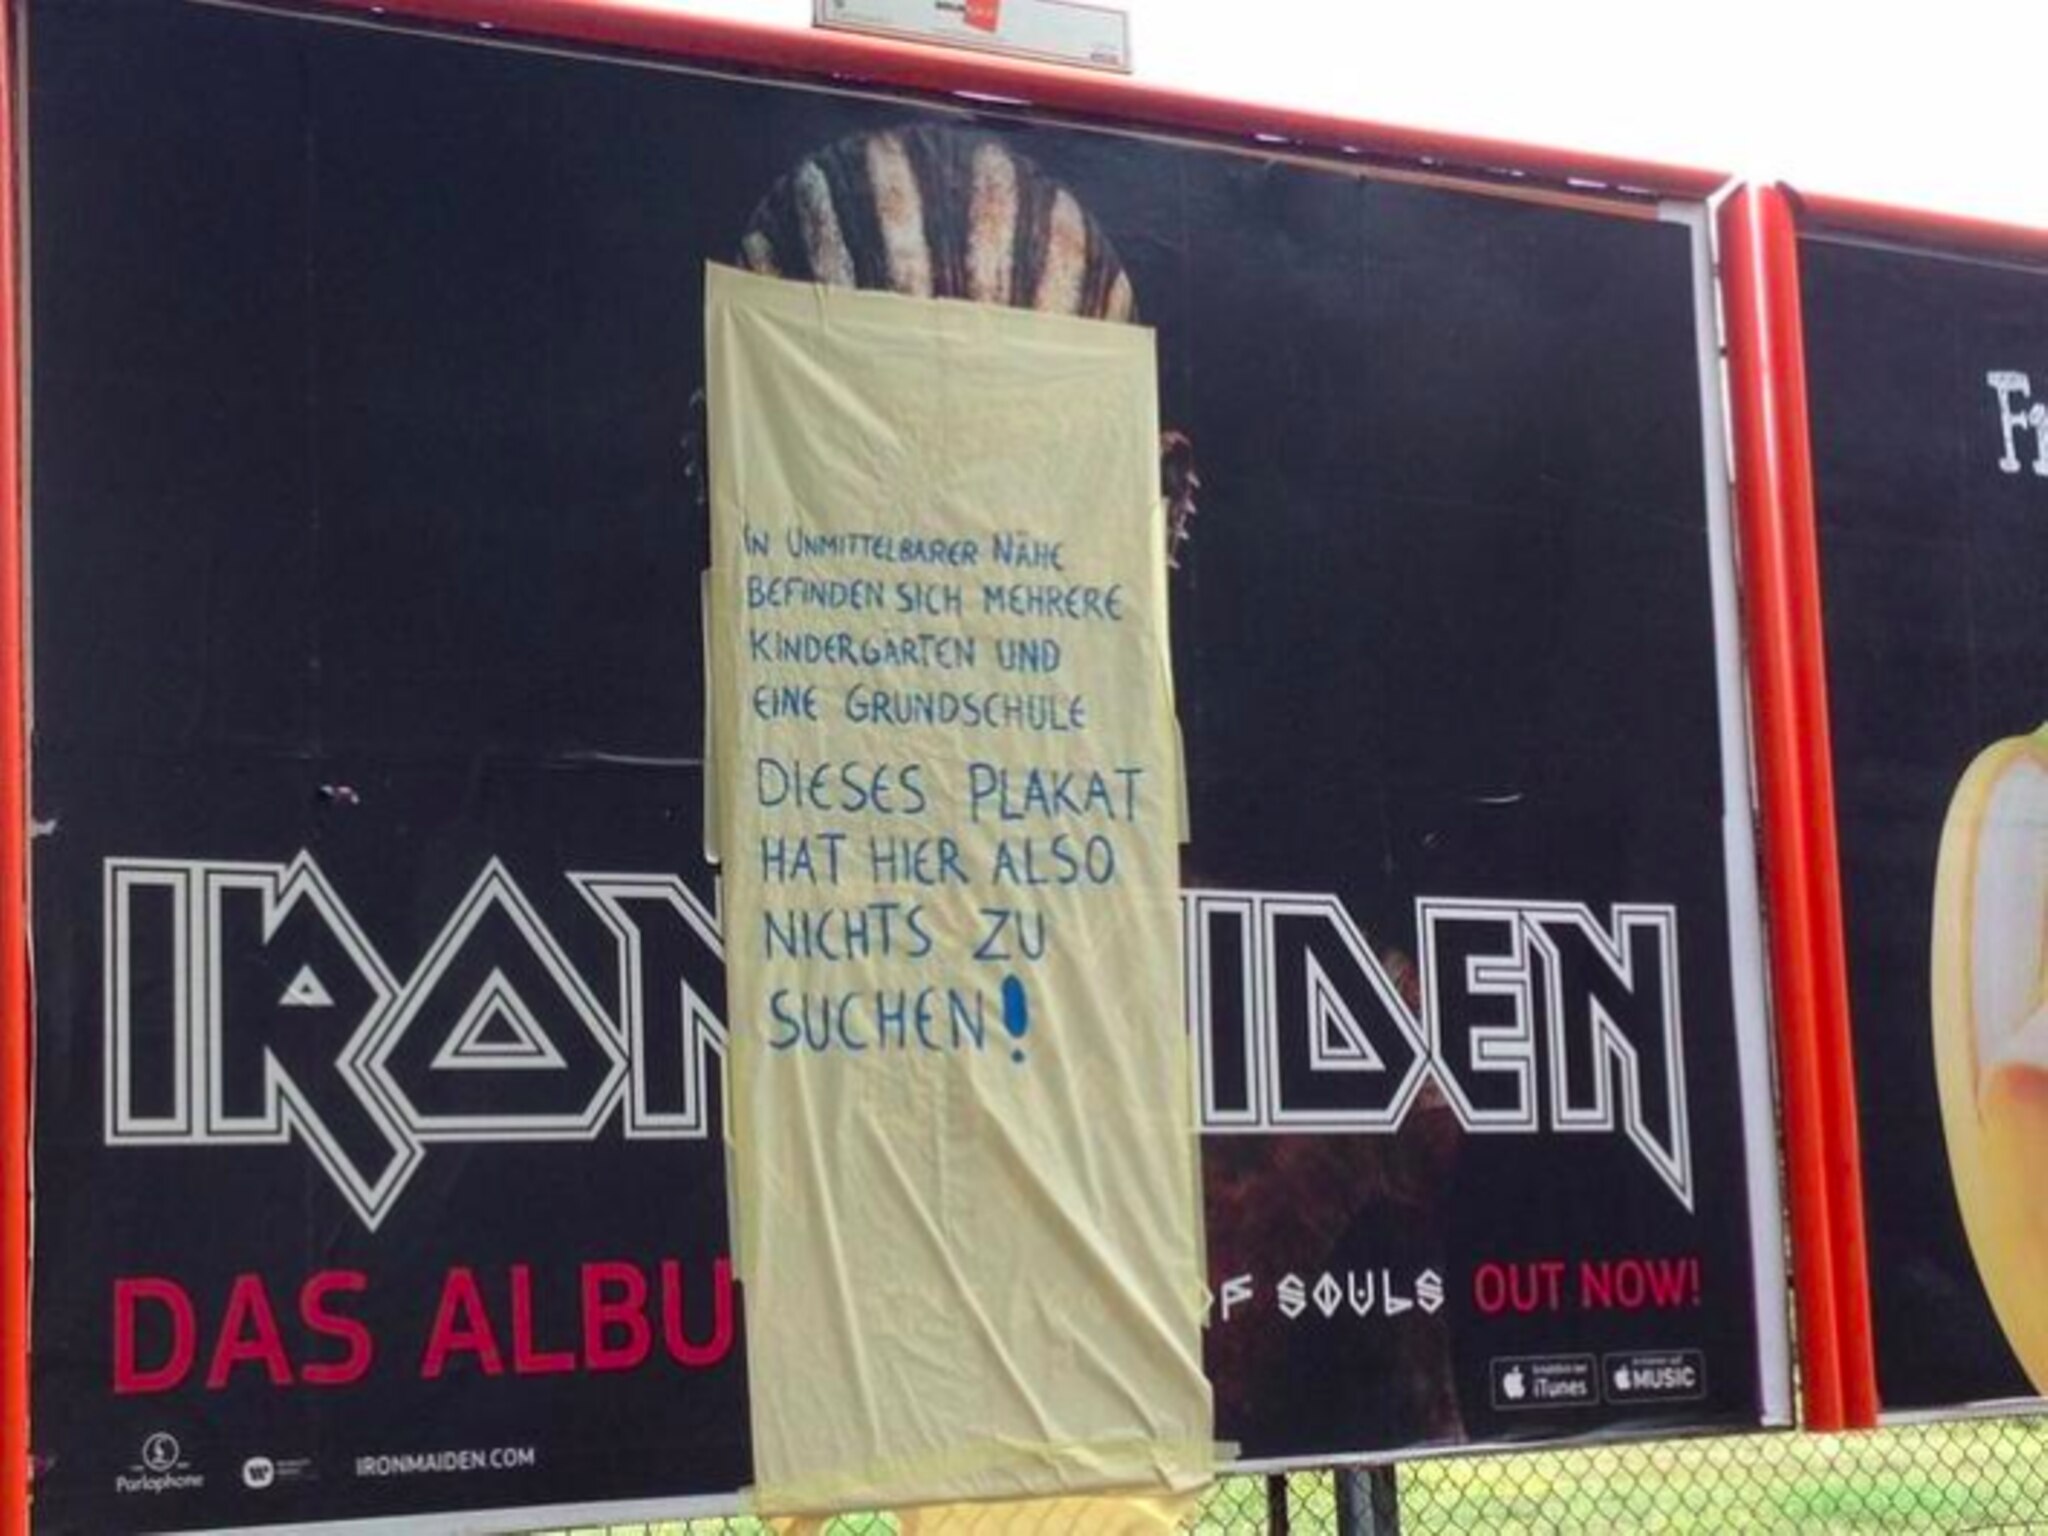 IN UNMITTELBARER NÄHE
BEFINDEN SICH MEHRERE
KINDERGÄRTEN UND
EINE GRUNDSCHULE
DIESES PLAKAT
HAT HIER ALSO
NICHTS ZU
SUCHEN!
IRON IDEN
DAS ALBU OF SOULS OUT NOW!
iTunes MUSIC
Parlophone IRONMAIDEN.COM